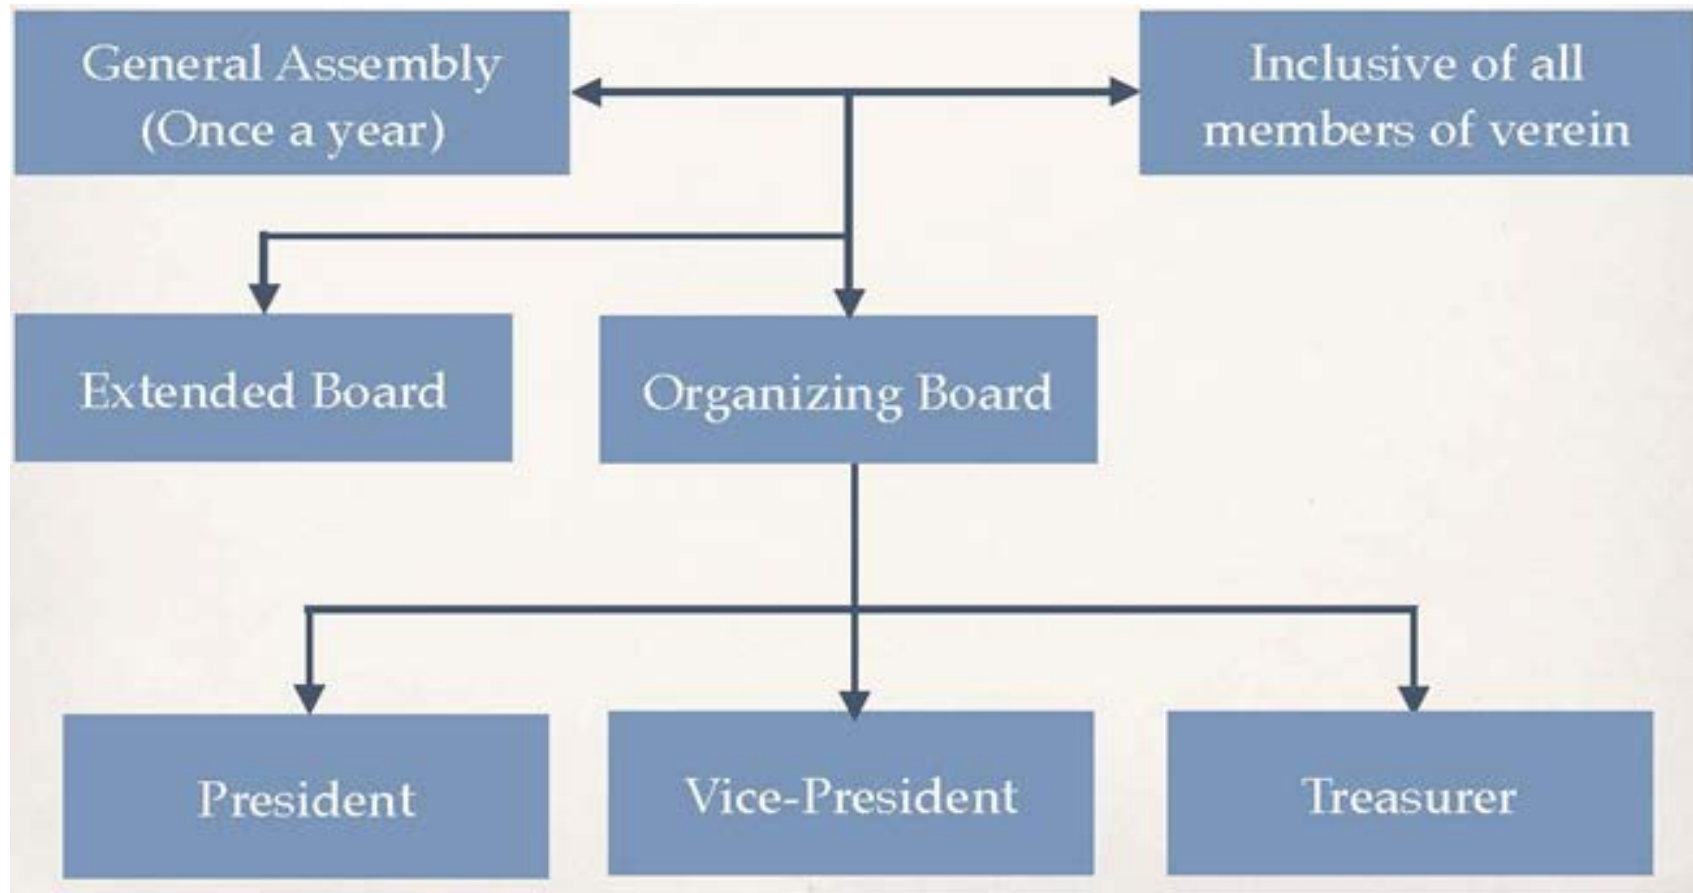 General Assembly
(Once a year)
Inclusive of all
members of verein
Extended Board
Organizing Board
President
Vice-President
Treasurer